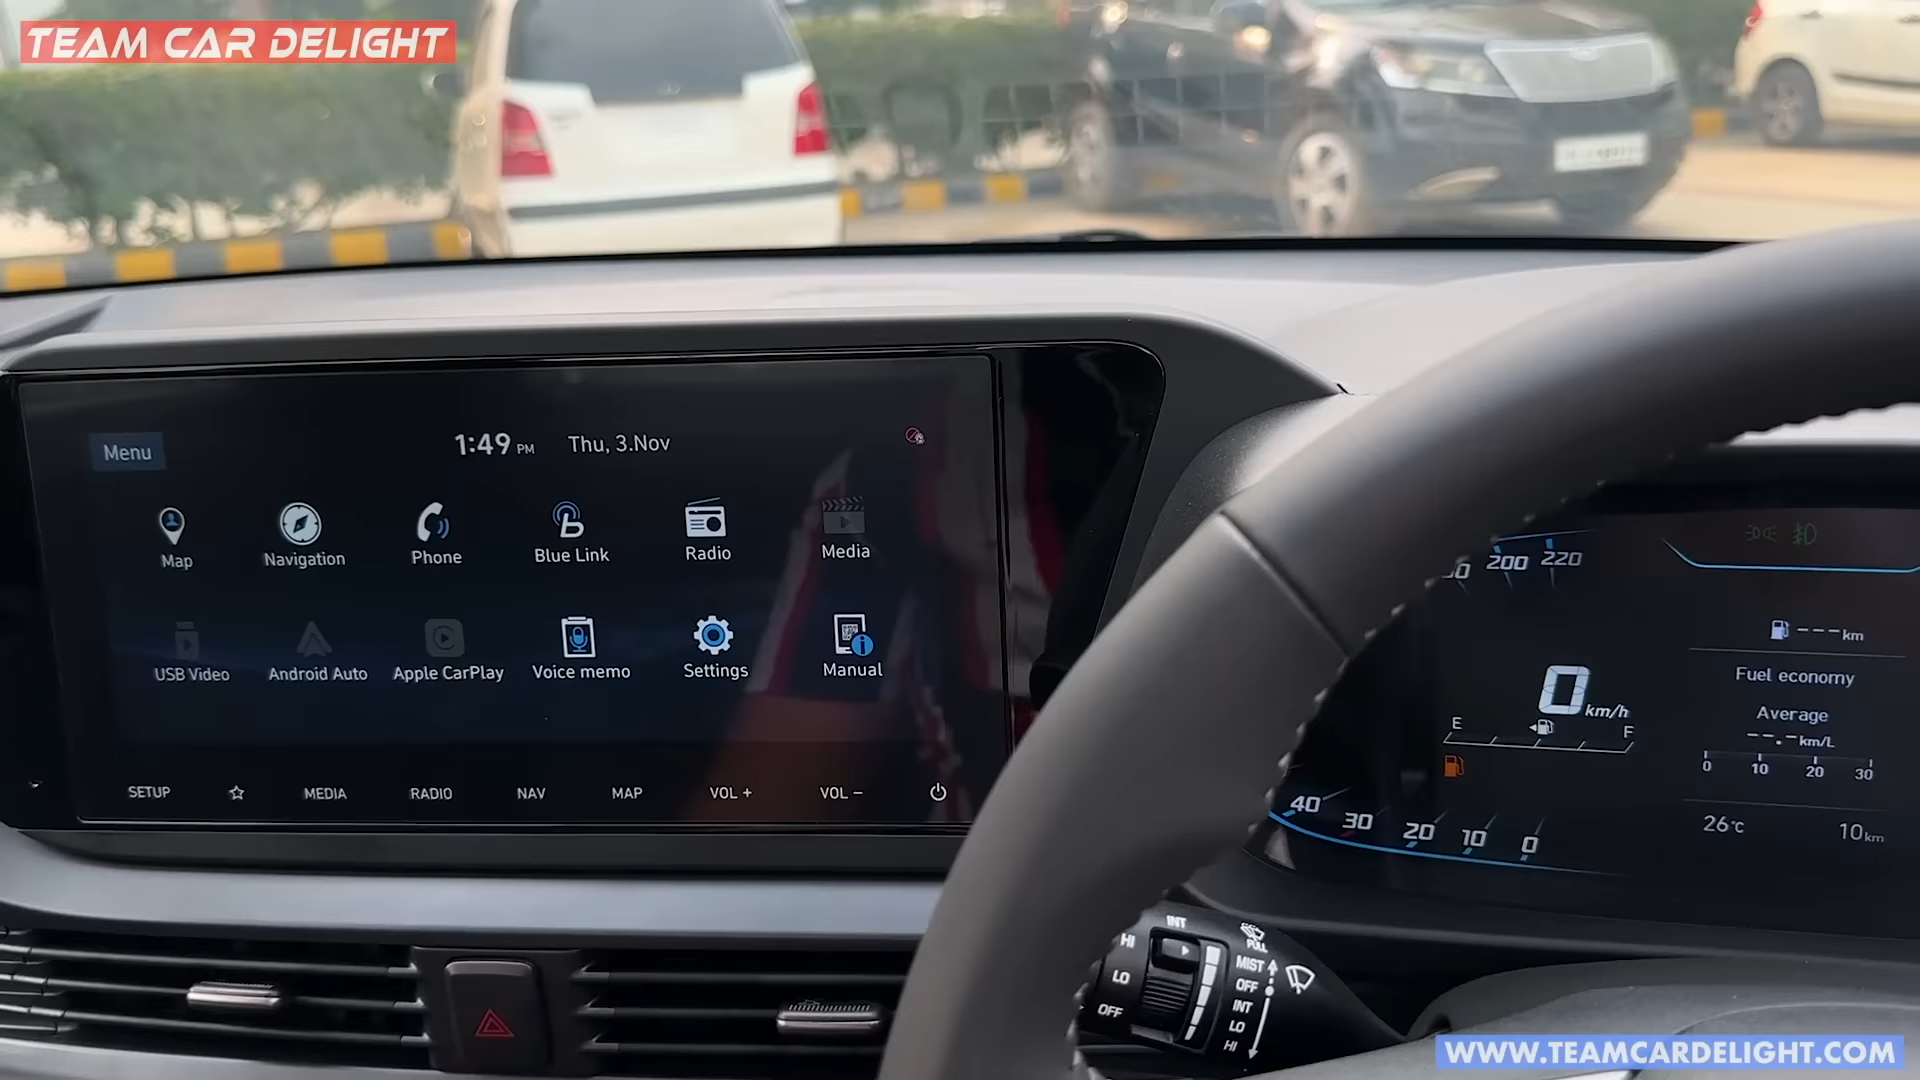 TEAM CAR DELIGHT
Menu
1:49 PM Thu, 3.Nov
Map
Navigation
Phone
Blue Link
Radio
Media
USB Video
Android Auto
Apple CarPlay
Voice memo
Settings
Manual
SETUP
MEDIA
RADIO
NAV
MAP
VOL +
VOL −
200
220
---km
Fuel economy
Average
--.-km/L
0 10 20 30
0 km/h
E F
40 30 20 10 0
26°C
10km
INT
HI
LO
OFF
PULL
MIST
OFF
INT
LO
HI
WWW.TEAMCARDELIGHT.COM